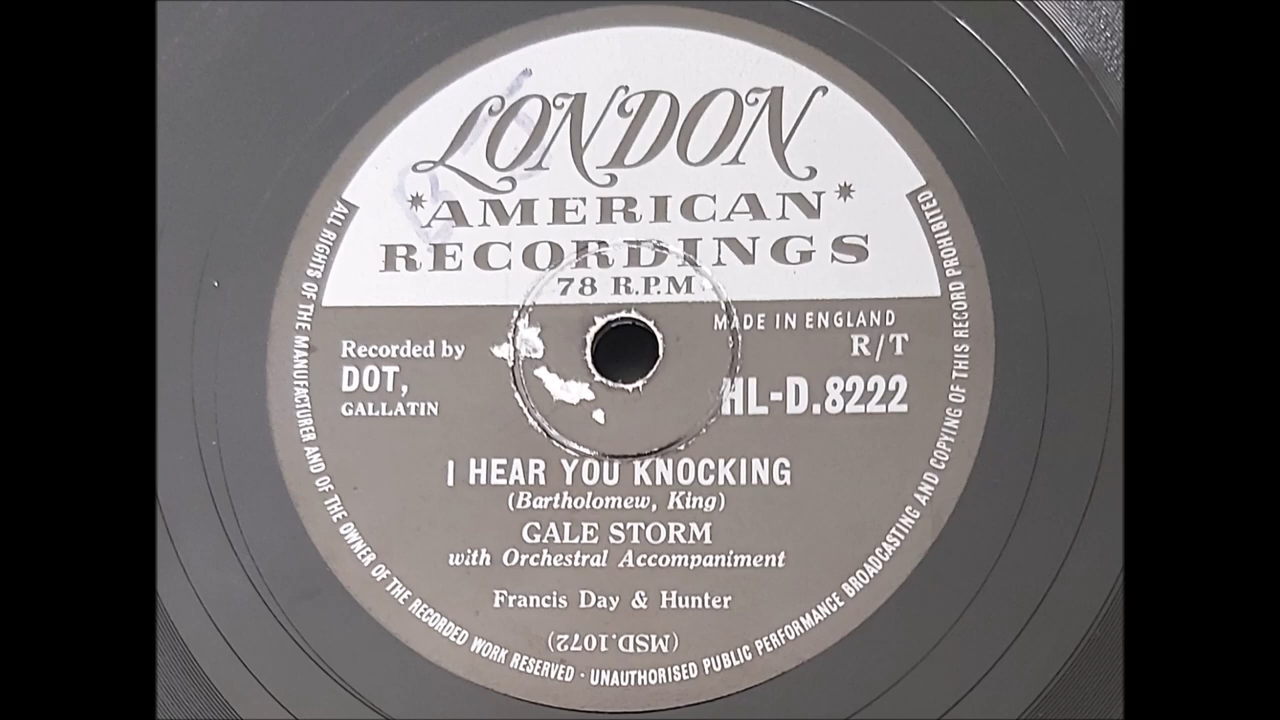 LONDON
*AMERICAN*
RECORDINGS
78 R.P.M
MADE IN ENGLAND
Recorded by
R/T
DOT,
HL-D.8222
GALLATIN
I HEAR YOU KNOCKING
(Bartholomew, King)
GALE STORM
with Orchestral Accompaniment
Francis Day & Hunter
(MSD.1072)
ALL RIGHTS OF THE MANUFACTURER AND OF THE OWNER OF THE RECORDED WORK RESERVED · UNAUTHORISED PUBLIC PERFORMANCE BROADCASTING AND COPYING OF THIS RECORD PROHIBITED